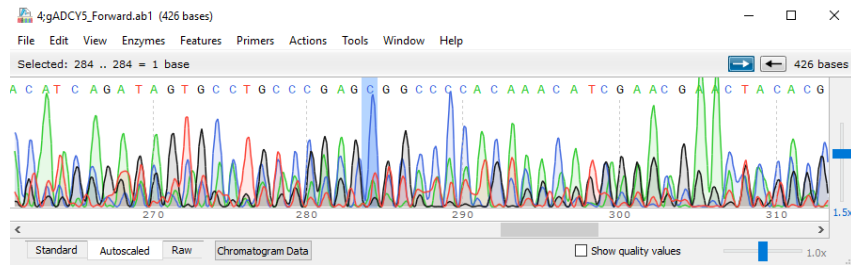 4;gADCY5_Forward.ab1 (426 bases)
File Edit View Enzymes Features Primers Actions Tools Window Help
Selected: 284 .. 284 = 1 base 426 bases
A C A T C A G A T A G T G C C T G C C C G A G C G G C C C C A C A A A C A T C G A A C G A A C T A C A C G
270 280 290 300 310
1.5x
Standard Autoscaled Raw Chromatogram Data Show quality values 1.0x